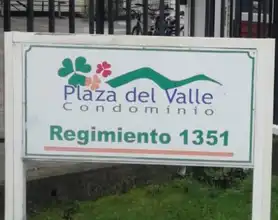 Plaza del Valle
Condominio
Regimiento 1351